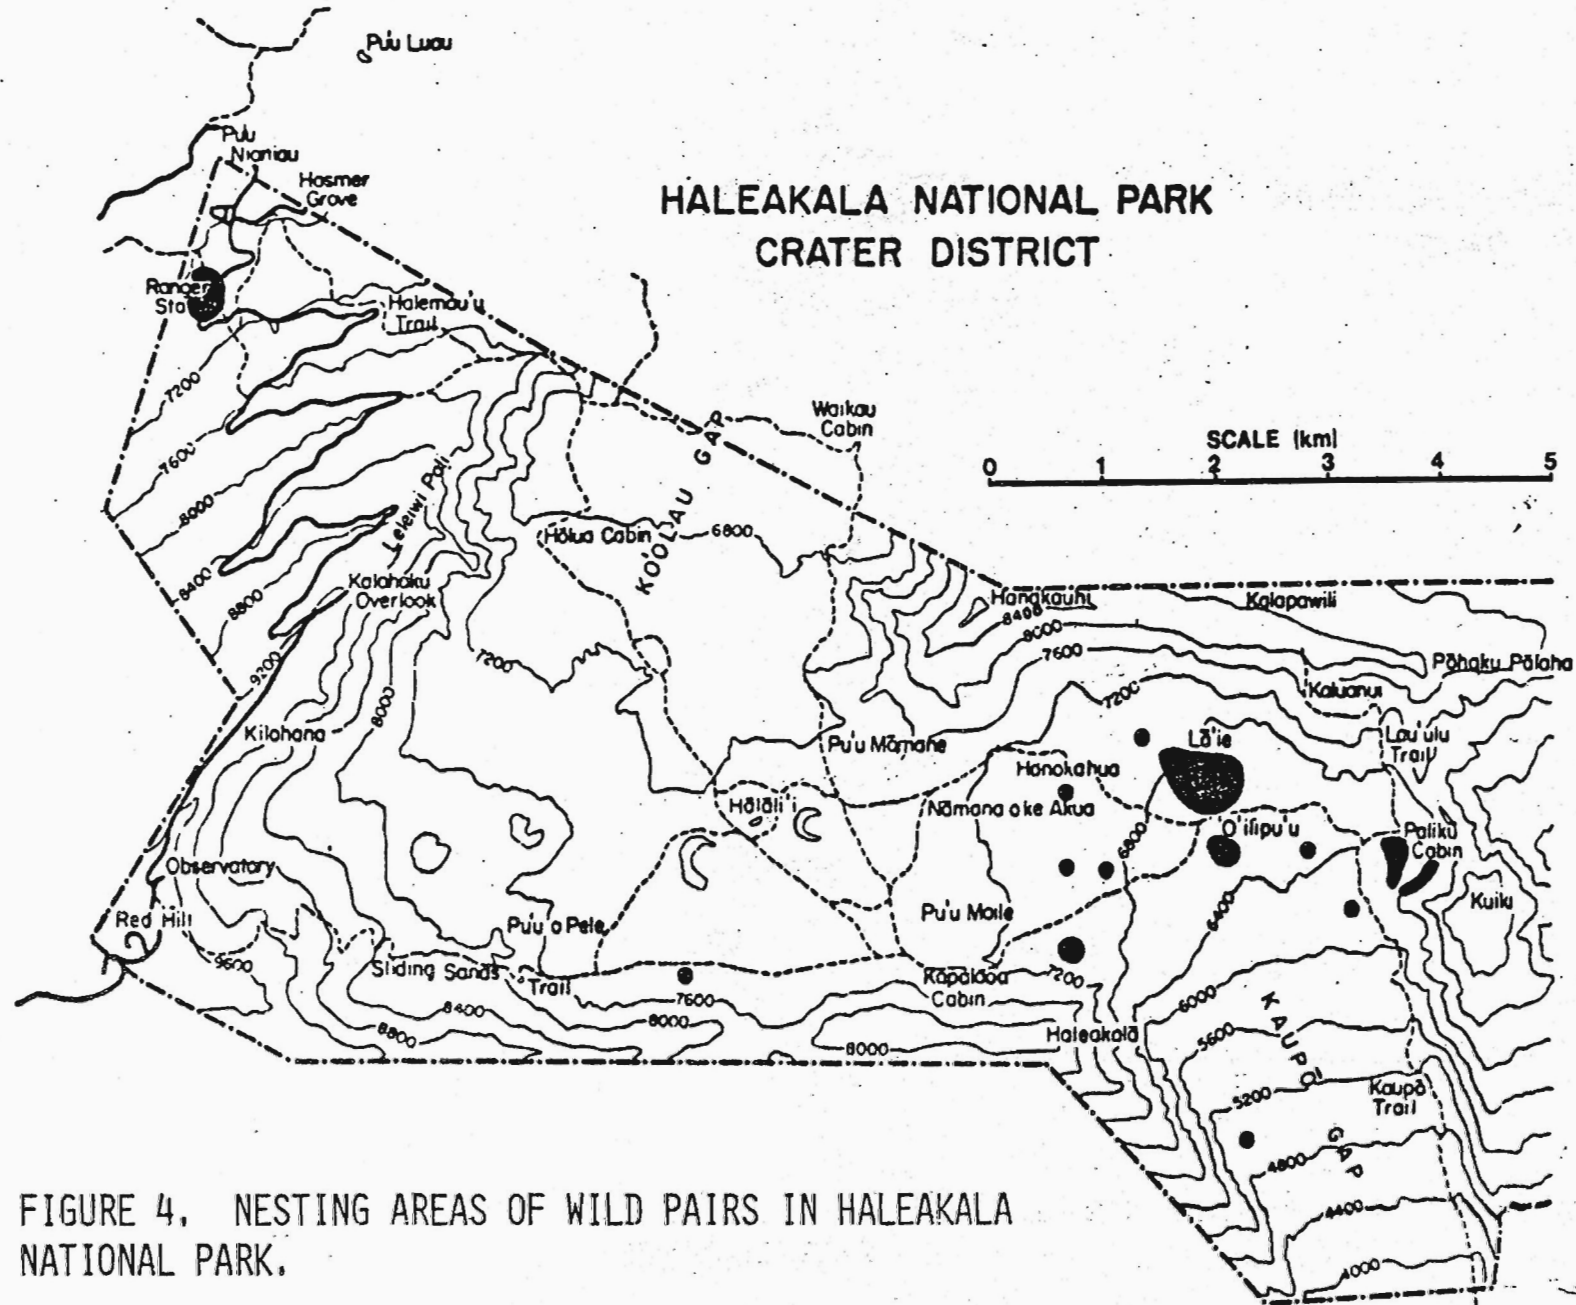 Pu'u Luau
Pu'u
Nianiau
Hosmer
Grove
HALEAKALA NATIONAL PARK
CRATER DISTRICT
Ranger
Sta
Halemau'u
Trail
7200
Waikau
Cabin
SCALE (km)
0 1 2 3 4 5
7600
8000
Leleiwi Pali
KO'OLAU GAP
Hōlua Cabin
6800
8400
8800
Kalahaku
Overlook
Hanakauhi
Kalapawili
8400
8000
7600
7200
9200
Pōhaku Pālaha
7200
Kaluanui
8000
Kilohana
Pu'u Māmane
Lā'ie
Lau'ulu
Trail
Honokahua
Hālāli'i
Nāmana o ke Akua
O'ilipu'u
6800
Paliku
Cabin
Observatory
Kuiki
6400
Red Hill
Pu'u o Pele
Pu'u Maile
9600
Sliding Sands
Trail
Kapalaoa
Cabin
7200
7600
6000
8400
8000
8800
8000
Haleakalā
5600
KAUPŌ
GAP
5200
Kaupō
Trail
4800
4400
4000
FIGURE 4. NESTING AREAS OF WILD PAIRS IN HALEAKALA
NATIONAL PARK.